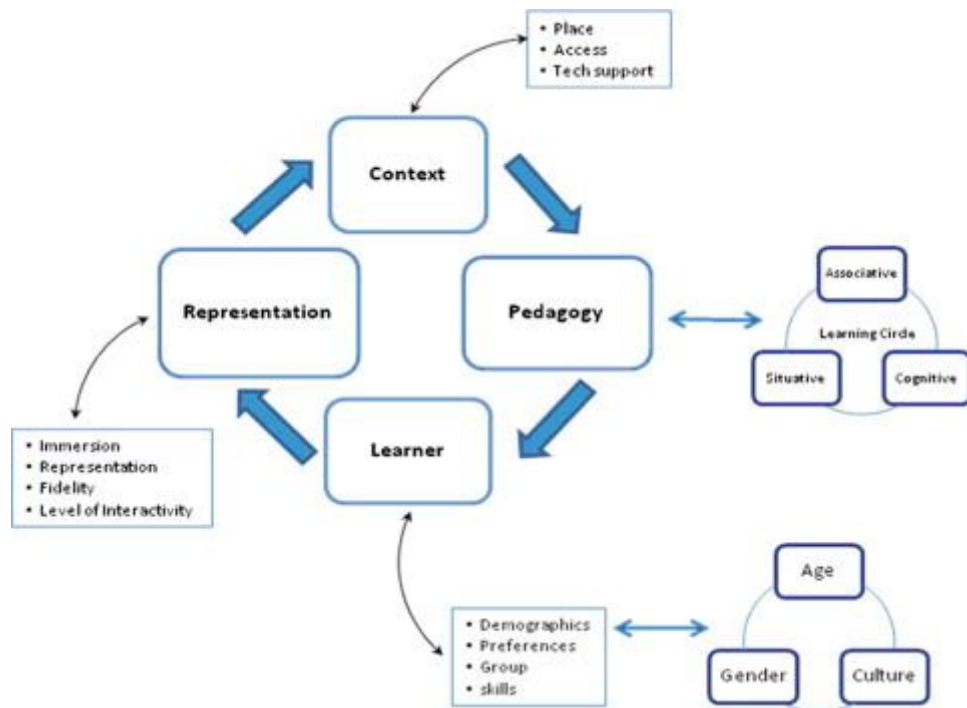 • Place
• Access
• Tech support
Context
Representation
Pedagogy
Associative
Learning Circle
Situative
Cognitive
Learner
• Immersion
• Representation
• Fidelity
• Level of Interactivity
• Demographics
• Preferences
• Group
• skills
Age
Gender
Culture